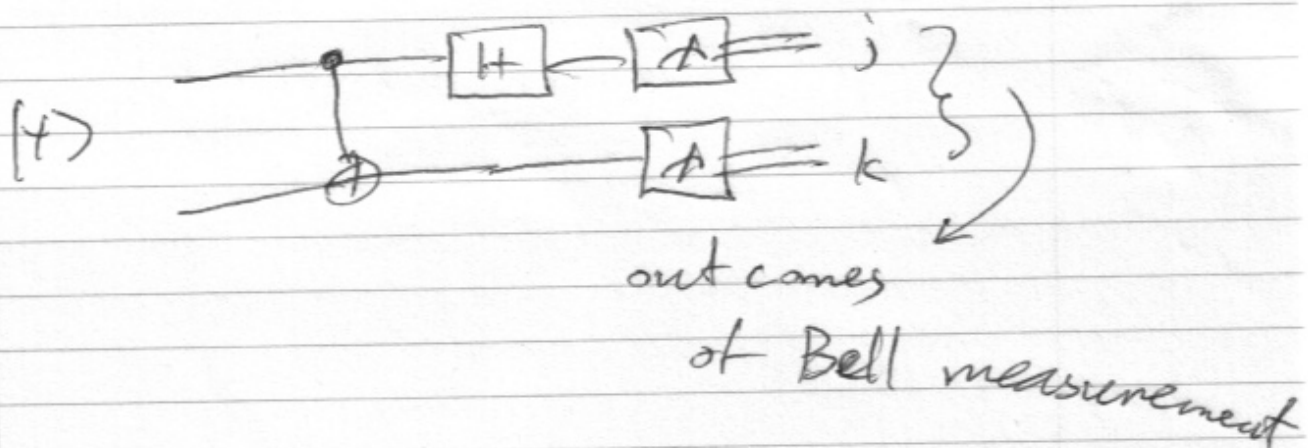 H j
|ψ⟩
k
outcomes
of Bell measurement